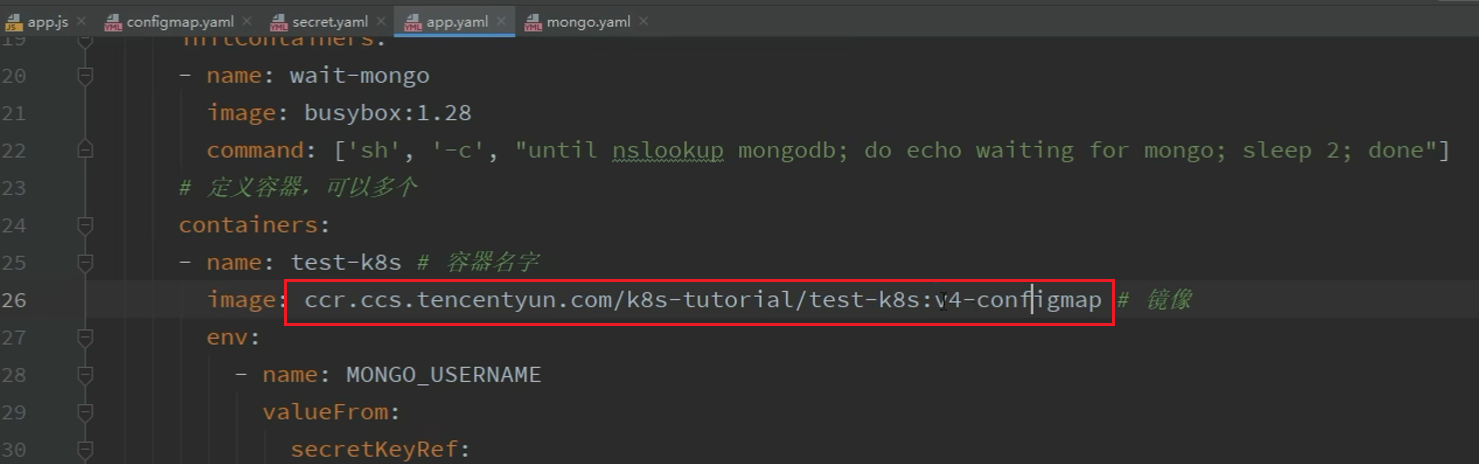 app.js configmap.yaml secret.yaml app.yaml mongo.yaml
19 initContainers:
20 - name: wait-mongo
21 image: busybox:1.28
22 command: ['sh', '-c', "until nslookup mongodb; do echo waiting for mongo; sleep 2; done"]
23 # 定义容器，可以多个
24 containers:
25 - name: test-k8s # 容器名字
26 image: ccr.ccs.tencentyun.com/k8s-tutorial/test-k8s:v4-configmap # 镜像
27 env:
28 - name: MONGO_USERNAME
29 valueFrom:
30 secretKeyRef: